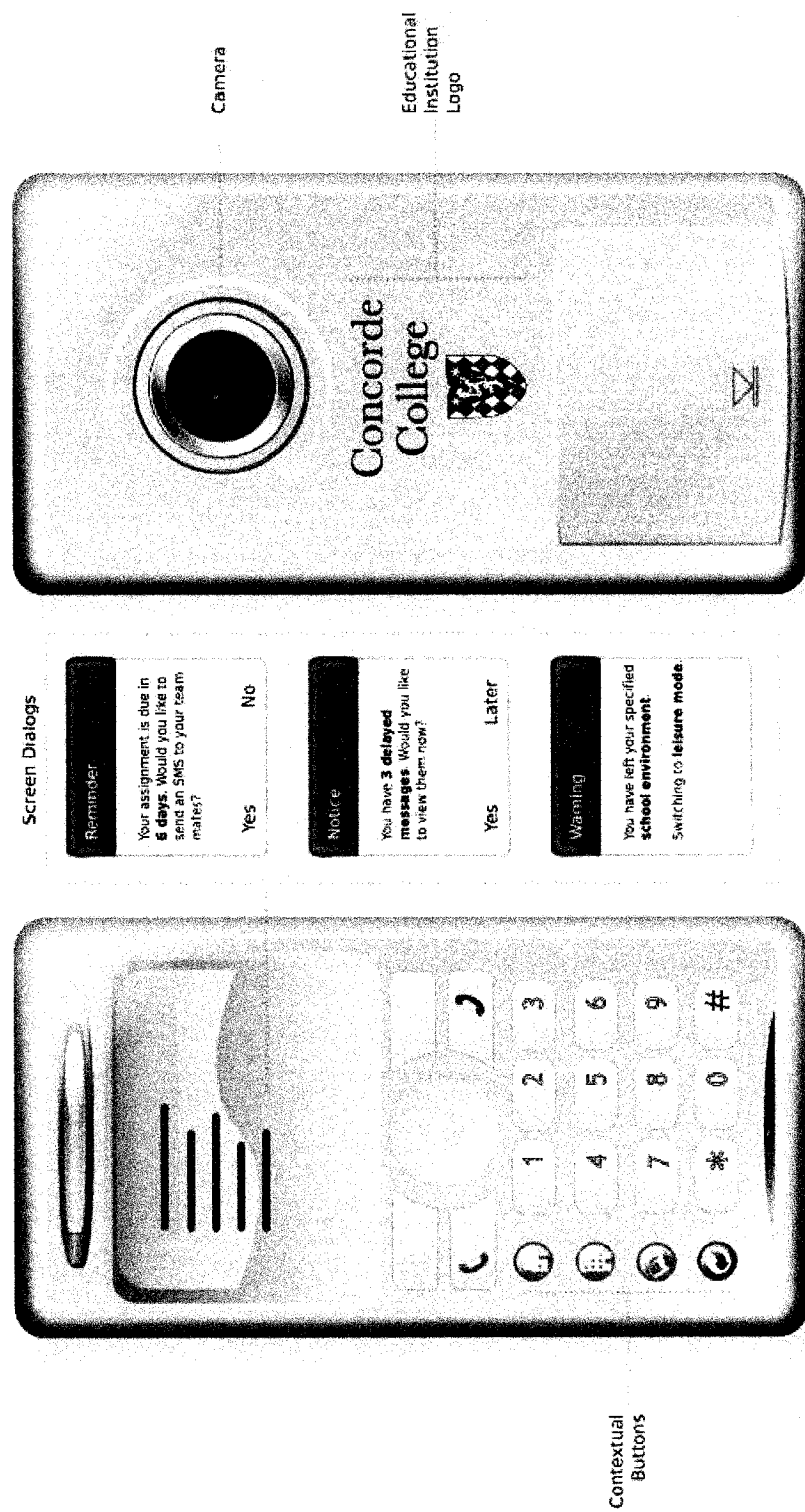 Screen Dialogs
Reminder
Your assignment is due in
6 days. Would you like to
send an SMS to your team
mates?
Yes No
Notice
You have 3 delayed
messages. Would you like
to view them now?
Yes Later
Warning
You have left your specified
school environment.
Switching to leisure mode.
1 2 3
4 5 6
7 8 9
* 0 #
Contextual
Buttons
Concorde
College
Camera
Educational
Institution
Logo